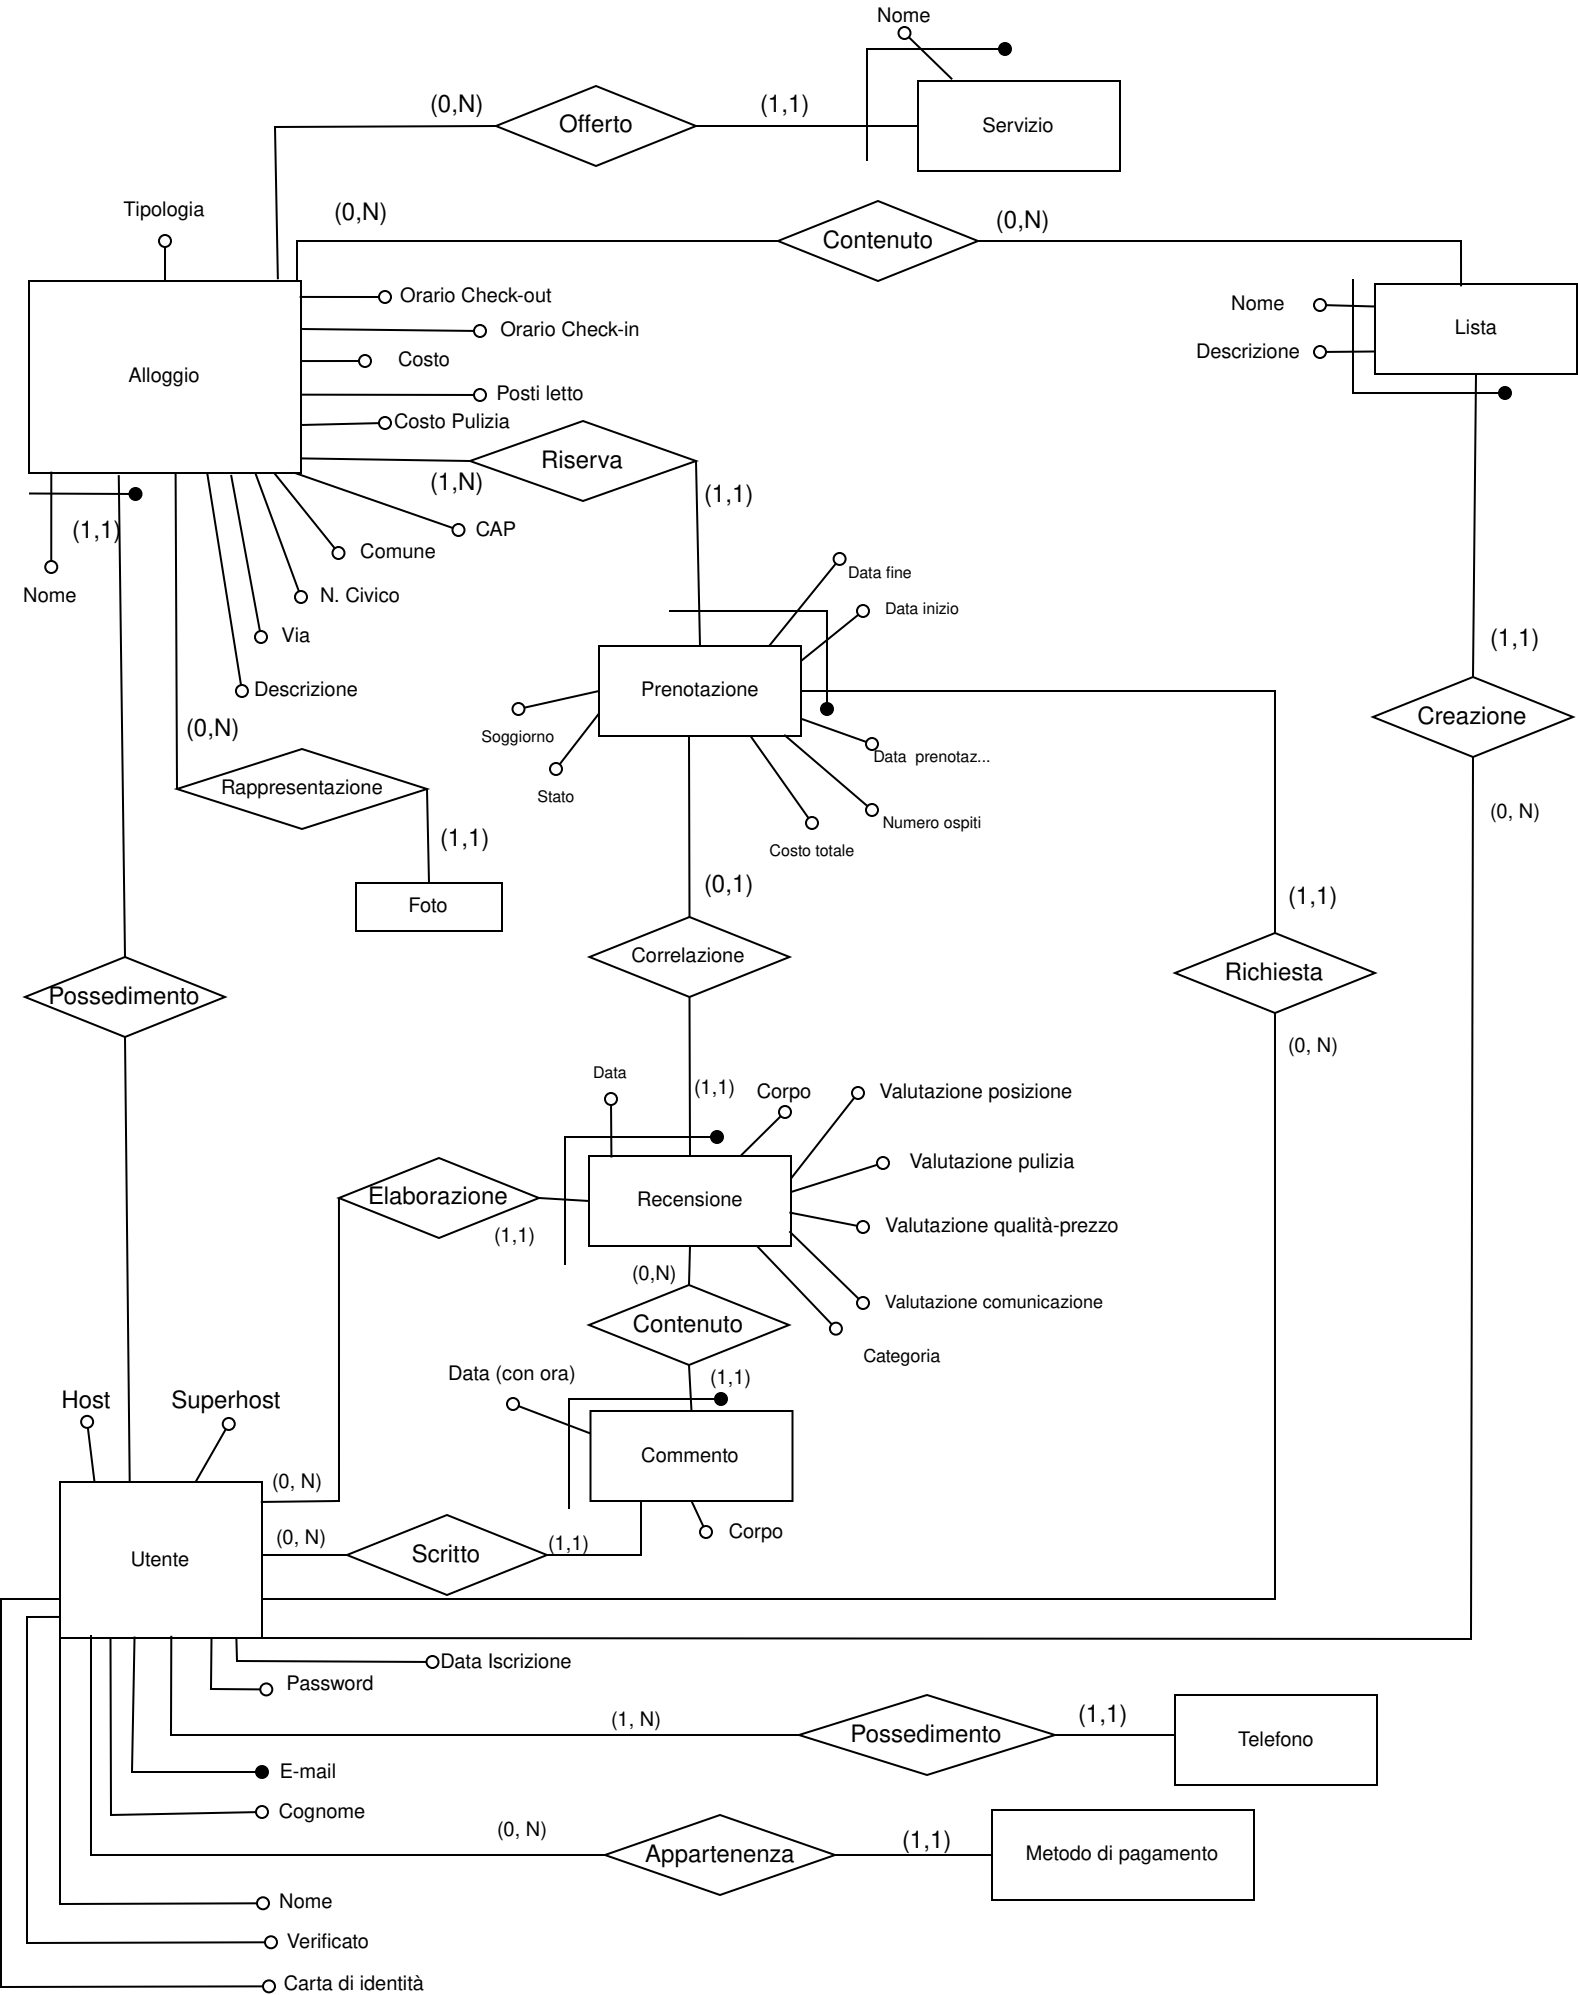 Nome
(0,N)
Offerto
(1,1)
Servizio
Tipologia
(0,N)
Contenuto
(0,N)
Orario Check-out
Orario Check-in
Costo
Posti letto
Costo Pulizia
Alloggio
Nome
Descrizione
Lista
Riserva
(1,N)
(1,1)
(1,1)
Nome
CAP
Comune
N. Civico
Via
Descrizione
Data fine
Data inizio
Prenotazione
Soggiorno
Stato
Data prenotaz...
Numero ospiti
Costo totale
(1,1)
Creazione
(0, N)
(0,N)
Rappresentazione
(1,1)
Foto
(0,1)
Correlazione
(1,1)
Richiesta
(0, N)
Possedimento
Data
(1,1)
Corpo
Valutazione posizione
Valutazione pulizia
Valutazione qualità-prezzo
Valutazione comunicazione
Categoria
Elaborazione
(1,1)
Recensione
(0,N)
Contenuto
(1,1)
Data (con ora)
Commento
Corpo
Host
Superhost
(0, N)
(0, N)
Scritto
(1,1)
Utente
Data Iscrizione
Password
(1, N)
Possedimento
(1,1)
Telefono
E-mail
Cognome
(0, N)
Appartenenza
(1,1)
Metodo di pagamento
Nome
Verificato
Carta di identità